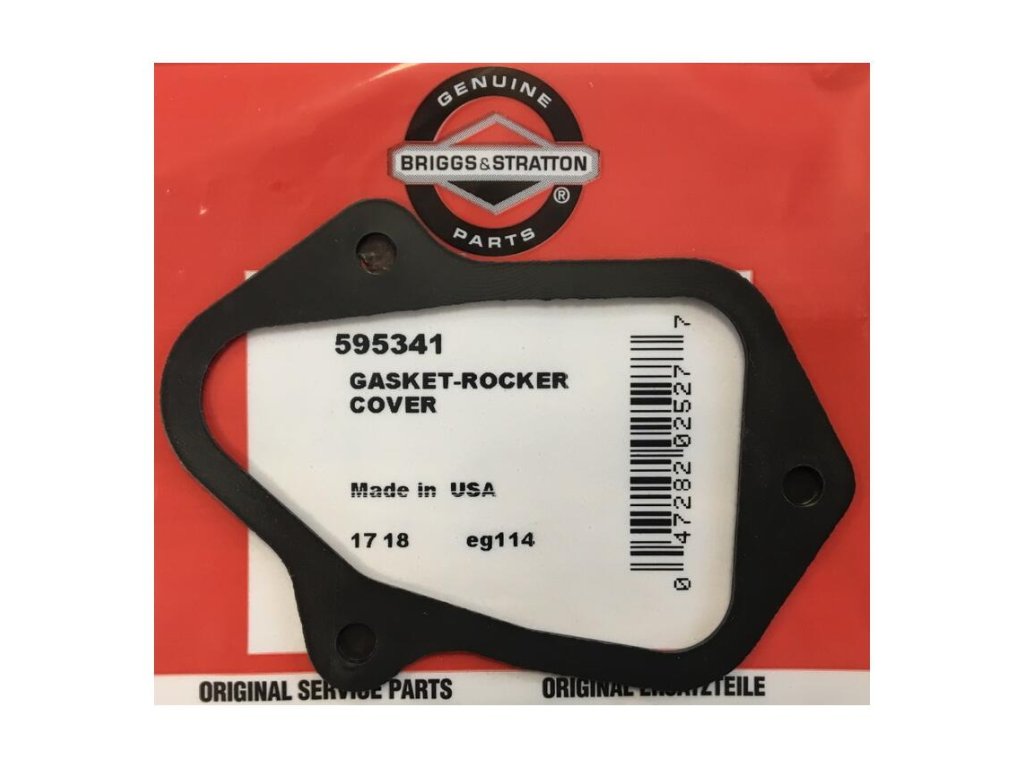 GENUINE
BRIGGS&STRATTON
®
PARTS
595341
GASKET-ROCKER
COVER
Made in USA
17 18 eg114
0 47282 02527 7
ORIGINAL SERVICE PARTS
ORIGINAL ERSATZTEILE